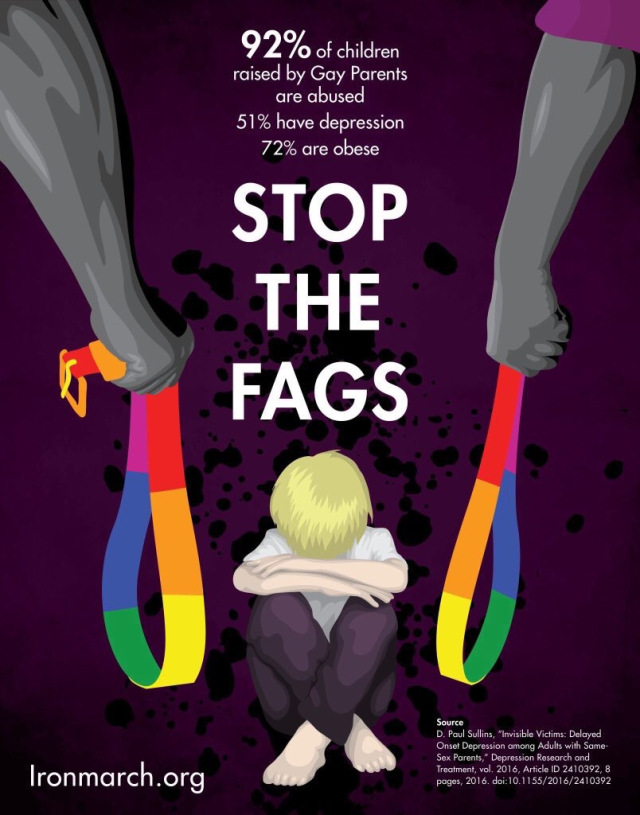 92% of children
raised by Gay Parents
are abused
51% have depression
72% are obese
STOP
THE
FAGS
Source
D. Paul Sullins, "Invisible Victims: Delayed
Onset Depression among Adults with Same-
Sex Parents," Depression Research and
Treatment, vol. 2016, Article ID 2410392, 8
pages, 2016. doi:10.1155/2016/2410392
Ironmarch.org